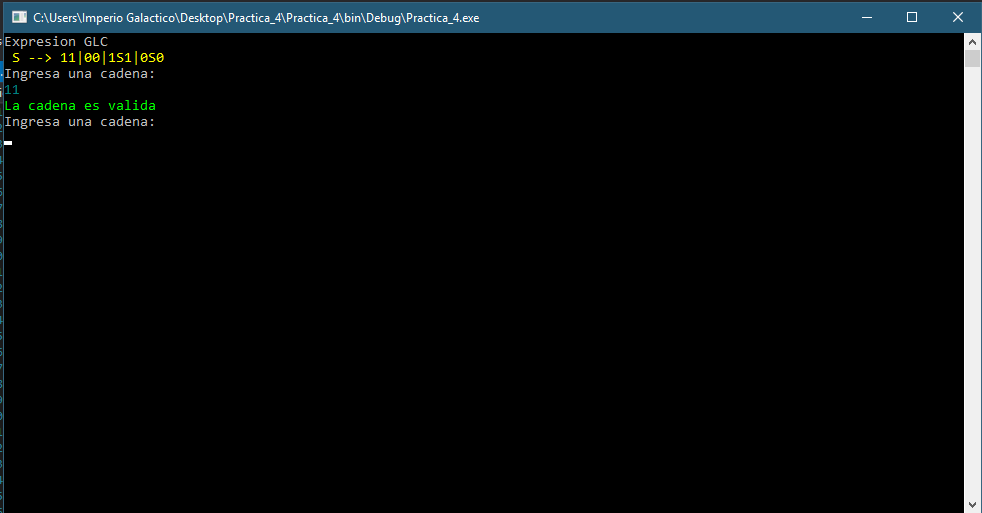 C:\Users\Imperio Galactico\Desktop\Practica_4\Practica_4\bin\Debug\Practica_4.exe
Expresion GLC
S --> 11|00|1S1|0S0
Ingresa una cadena:
11
La cadena es valida
Ingresa una cadena: